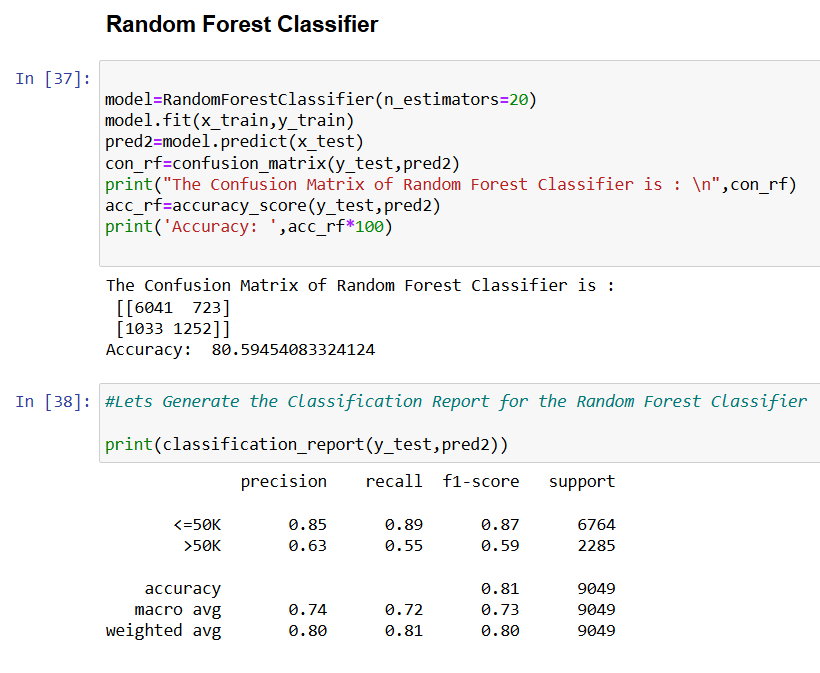 Random Forest Classifier
In [37]:
model=RandomForestClassifier(n_estimators=20)
model.fit(x_train,y_train)
pred2=model.predict(x_test)
con_rf=confusion_matrix(y_test,pred2)
print("The Confusion Matrix of Random Forest Classifier is : \n",con_rf)
acc_rf=accuracy_score(y_test,pred2)
print('Accuracy: ',acc_rf*100)
The Confusion Matrix of Random Forest Classifier is :
[[6041  723]
[1033 1252]]
Accuracy:  80.59454083324124
In [38]: #Lets Generate the Classification Report for the Random Forest Classifier
print(classification_report(y_test,pred2))
precision recall f1-score support
<=50K 0.85 0.89 0.87 6764
>50K 0.63 0.55 0.59 2285
accuracy 0.81 9049
macro avg 0.74 0.72 0.73 9049
weighted avg 0.80 0.81 0.80 9049